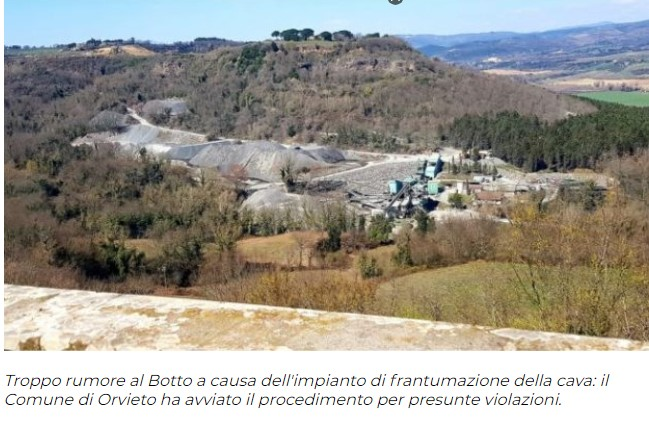 Troppo rumore al Botto a causa dell'impianto di frantumazione della cava: il
Comune di Orvieto ha avviato il procedimento per presunte violazioni.